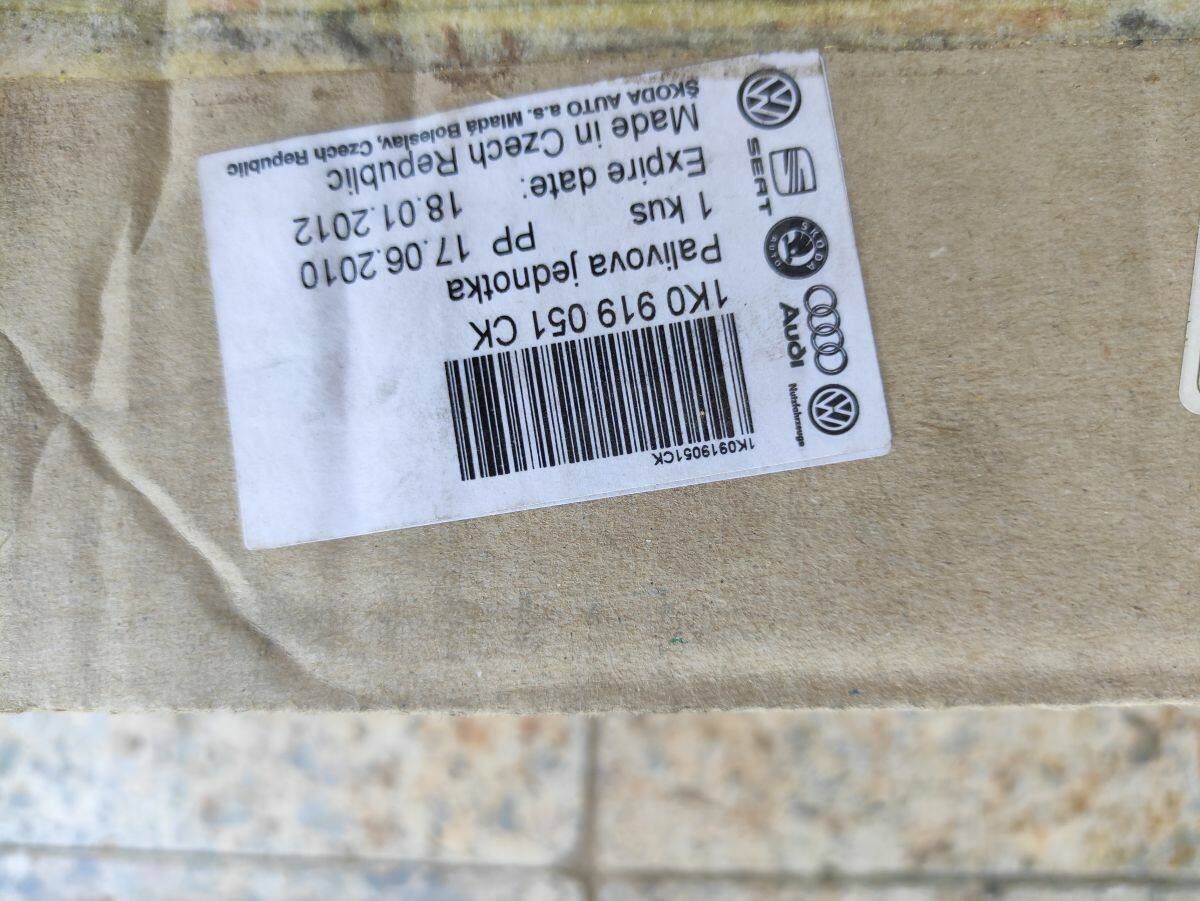 1K0919051CK
1K0 919 051 CK
Palivova jednotka
1 kus PP 17.06.2010
Expire date: 18.01.2012
Made in Czech Republic
ŠKODA AUTO a.s. Mladá Boleslav, Czech Republic
Nutzfahrzeuge
Audi
ŠKODA
AUTO
SEAT